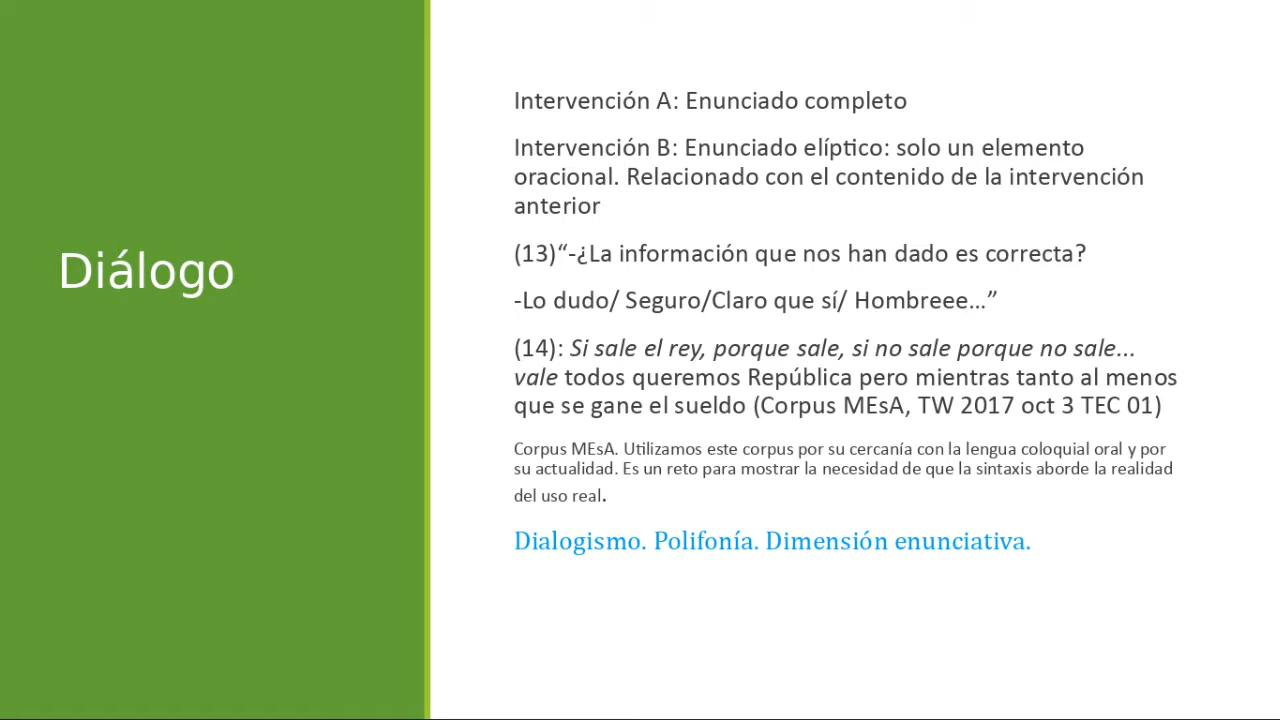 Diálogo
Intervención A: Enunciado completo
Intervención B: Enunciado elíptico: solo un elemento
oracional. Relacionado con el contenido de la intervención
anterior
(13)“-¿La información que nos han dado es correcta?
-Lo dudo/ Seguro/Claro que sí/ Hombreee…”
(14): Si sale el rey, porque sale, si no sale porque no sale...
vale todos queremos República pero mientras tanto al menos
que se gane el sueldo (Corpus MEsA, TW 2017 oct 3 TEC 01)
Corpus MEsA. Utilizamos este corpus por su cercanía con la lengua coloquial oral y por
su actualidad. Es un reto para mostrar la necesidad de que la sintaxis aborde la realidad
del uso real.
Dialogismo. Polifonía. Dimensión enunciativa.